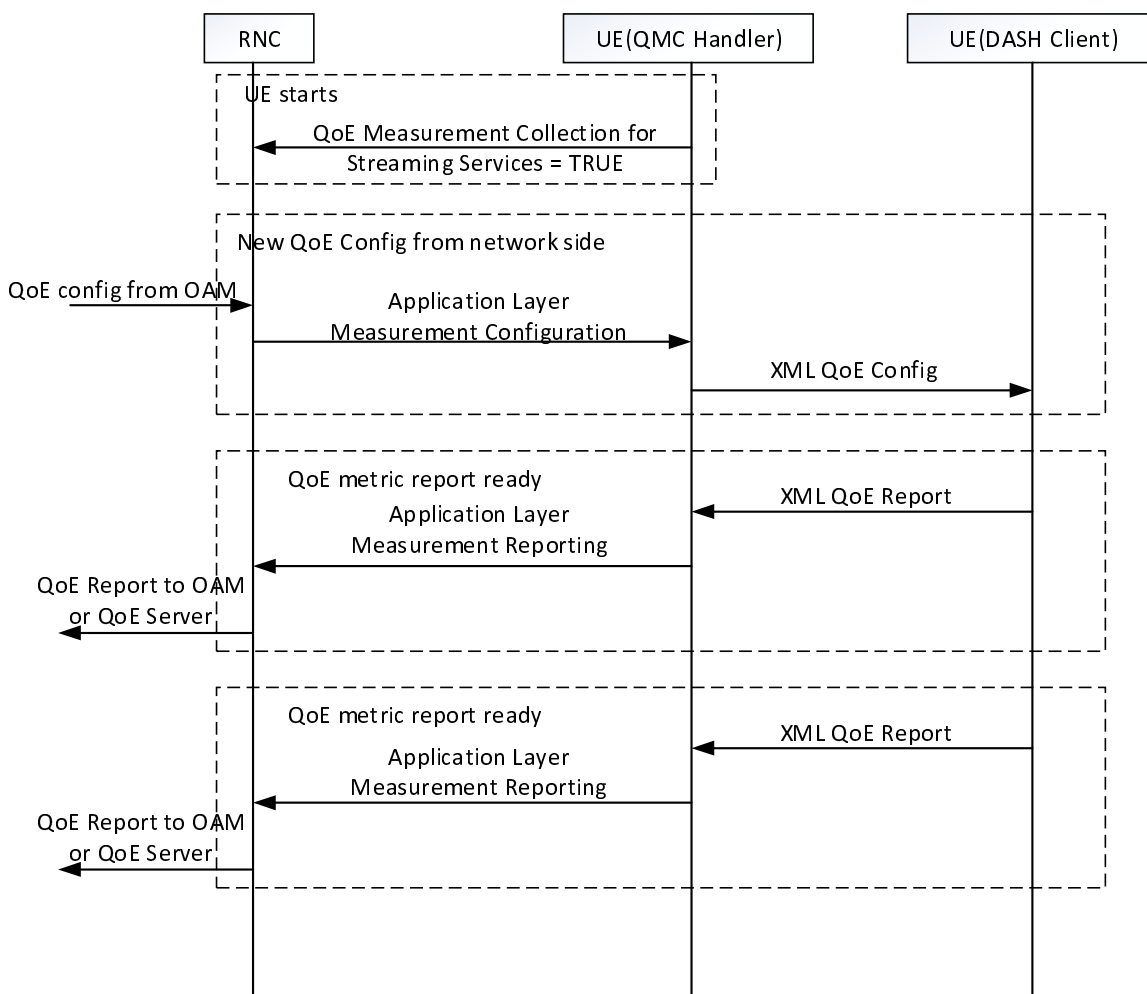 RNC
UE(QMC Handler)
UE(DASH Client)
UE starts
QoE Measurement Collection for
Streaming Services = TRUE
New QoE Config from network side
QoE config from OAM
Application Layer
Measurement Configuration
XML QoE Config
QoE metric report ready
XML QoE Report
Application Layer
Measurement Reporting
QoE Report to OAM
or QoE Server
QoE metric report ready
XML QoE Report
Application Layer
Measurement Reporting
QoE Report to OAM
or QoE Server